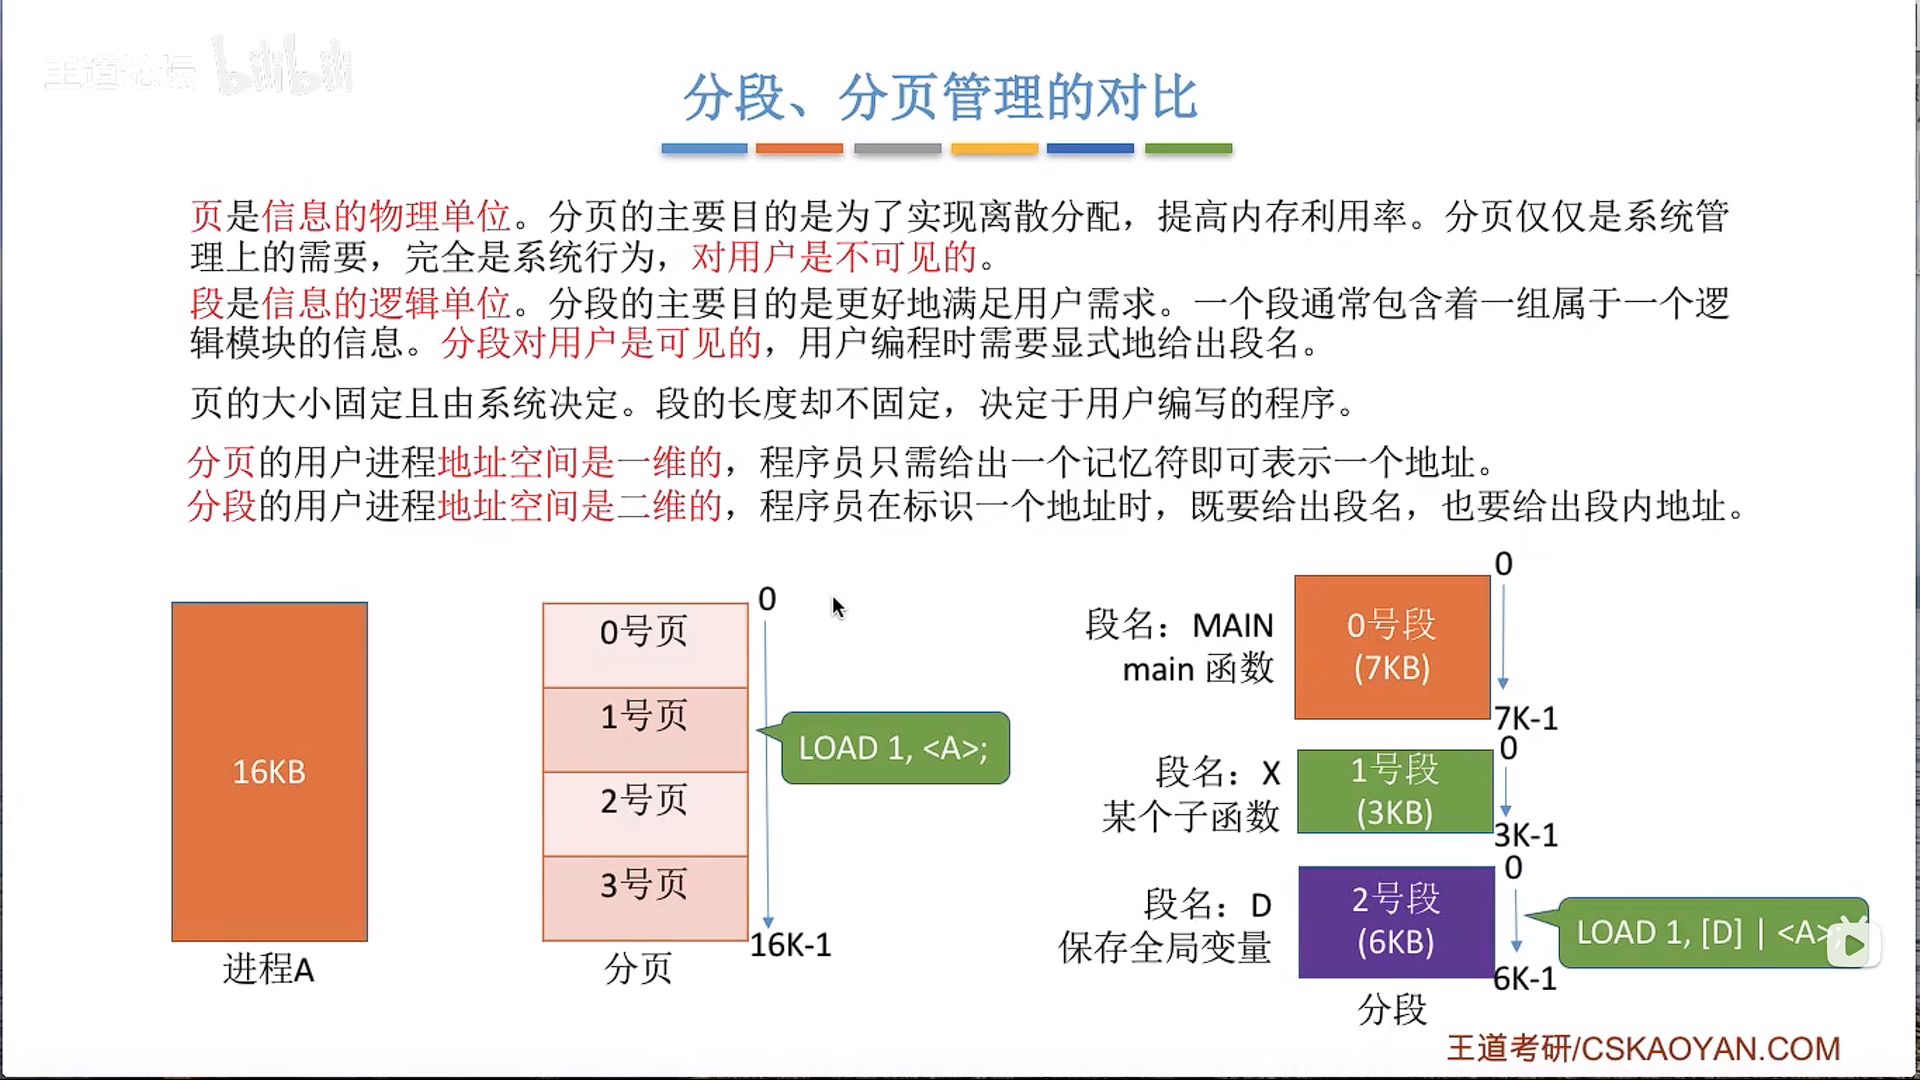 王道论坛 bilibili
分段、分页管理的对比
页是信息的物理单位。分页的主要目的是为了实现离散分配，提高内存利用率。分页仅仅是系统管
理上的需要，完全是系统行为，对用户是不可见的。
段是信息的逻辑单位。分段的主要目的是更好地满足用户需求。一个段通常包含着一组属于一个逻
辑模块的信息。分段对用户是可见的，用户编程时需要显式地给出段名。
页的大小固定且由系统决定。段的长度却不固定，决定于用户编写的程序。
分页的用户进程地址空间是一维的，程序员只需给出一个记忆符即可表示一个地址。
分段的用户进程地址空间是二维的，程序员在标识一个地址时，既要给出段名，也要给出段内地址。
16KB
进程A
0号页
1号页
2号页
3号页
分页
0
16K-1
LOAD 1, <A>;
段名：MAIN
main 函数
0号段
(7KB)
0
7K-1
段名：X
某个子函数
1号段
(3KB)
0
3K-1
段名：D
保存全局变量
2号段
(6KB)
0
6K-1
LOAD 1, [D] | <A>;
分段
王道考研/CSKAOYAN.COM